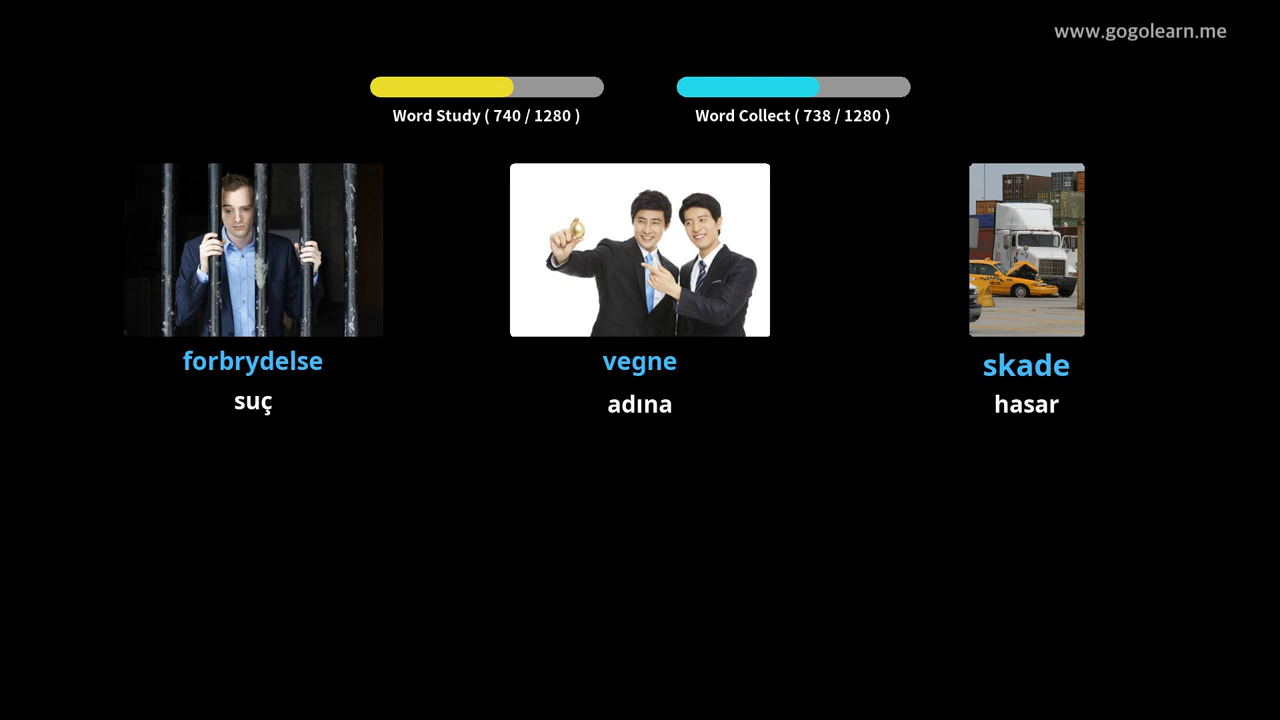 www.gogolearn.me
Word Study ( 740 / 1280 )
Word Collect ( 738 / 1280 )
forbrydelse
vegne
skade
suç
adına
hasar